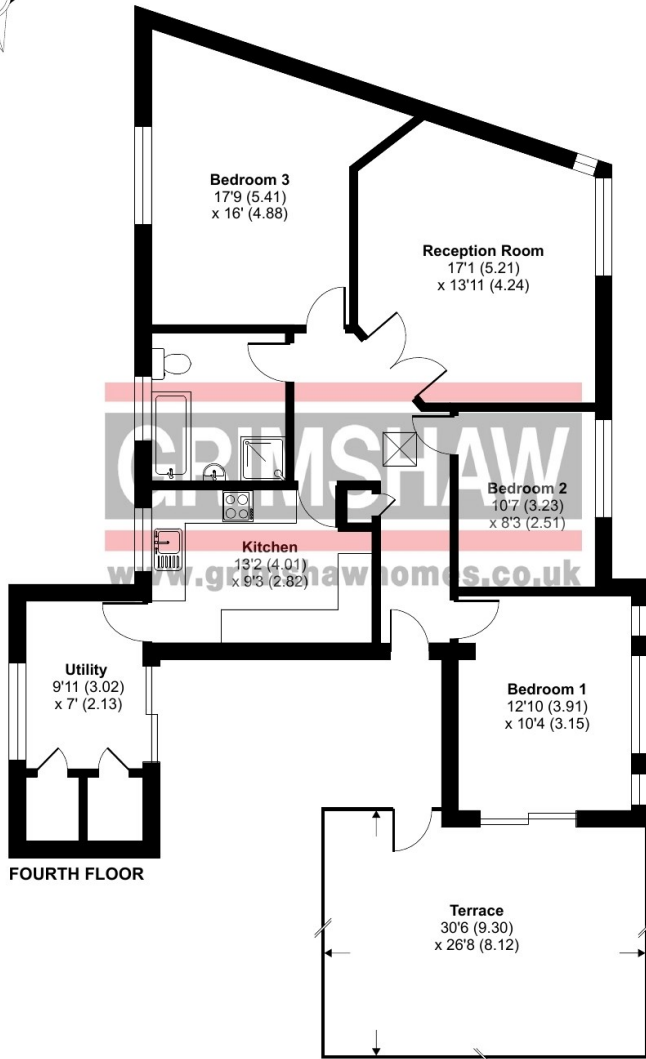 Bedroom 3
17'9 (5.41)
x 16' (4.88)
Reception Room
17'1 (5.21)
x 13'11 (4.24)
GRIMSHAW
www.grimshawhomes.co.uk
Bedroom 2
10'7 (3.23)
x 8'3 (2.51)
Kitchen
13'2 (4.01)
x 9'3 (2.82)
Utility
9'11 (3.02)
x 7' (2.13)
Bedroom 1
12'10 (3.91)
x 10'4 (3.15)
FOURTH FLOOR
Terrace
30'6 (9.30)
x 26'8 (8.12)